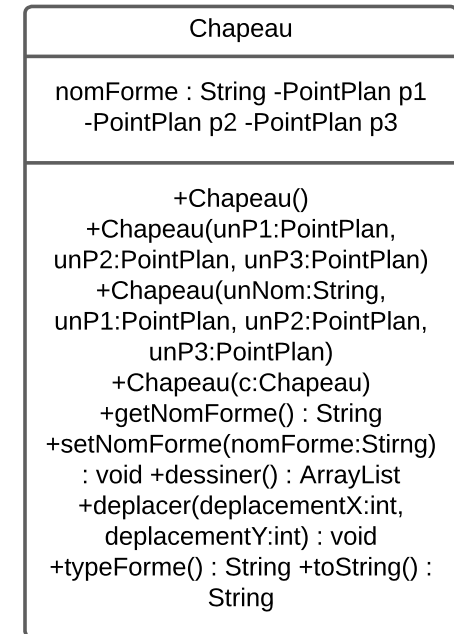 Chapeau
nomForme : String -PointPlan p1
-PointPlan p2 -PointPlan p3
+Chapeau()
+Chapeau(unP1:PointPlan,
unP2:PointPlan, unP3:PointPlan)
+Chapeau(unNom:String,
unP1:PointPlan, unP2:PointPlan,
unP3:PointPlan)
+Chapeau(c:Chapeau)
+getNomForme() : String
+setNomForme(nomForme:Stirng)
: void +dessiner() : ArrayList
+deplacer(deplacementX:int,
deplacementY:int) : void
+typeForme() : String +toString() :
String